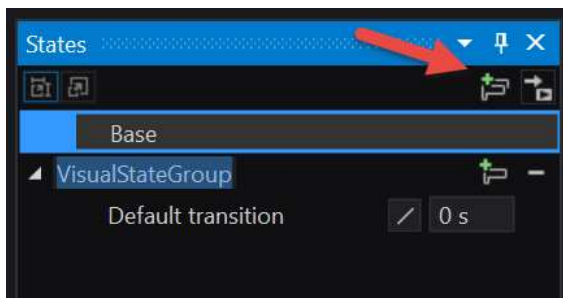 States
Base
VisualStateGroup
Default transition
0 s